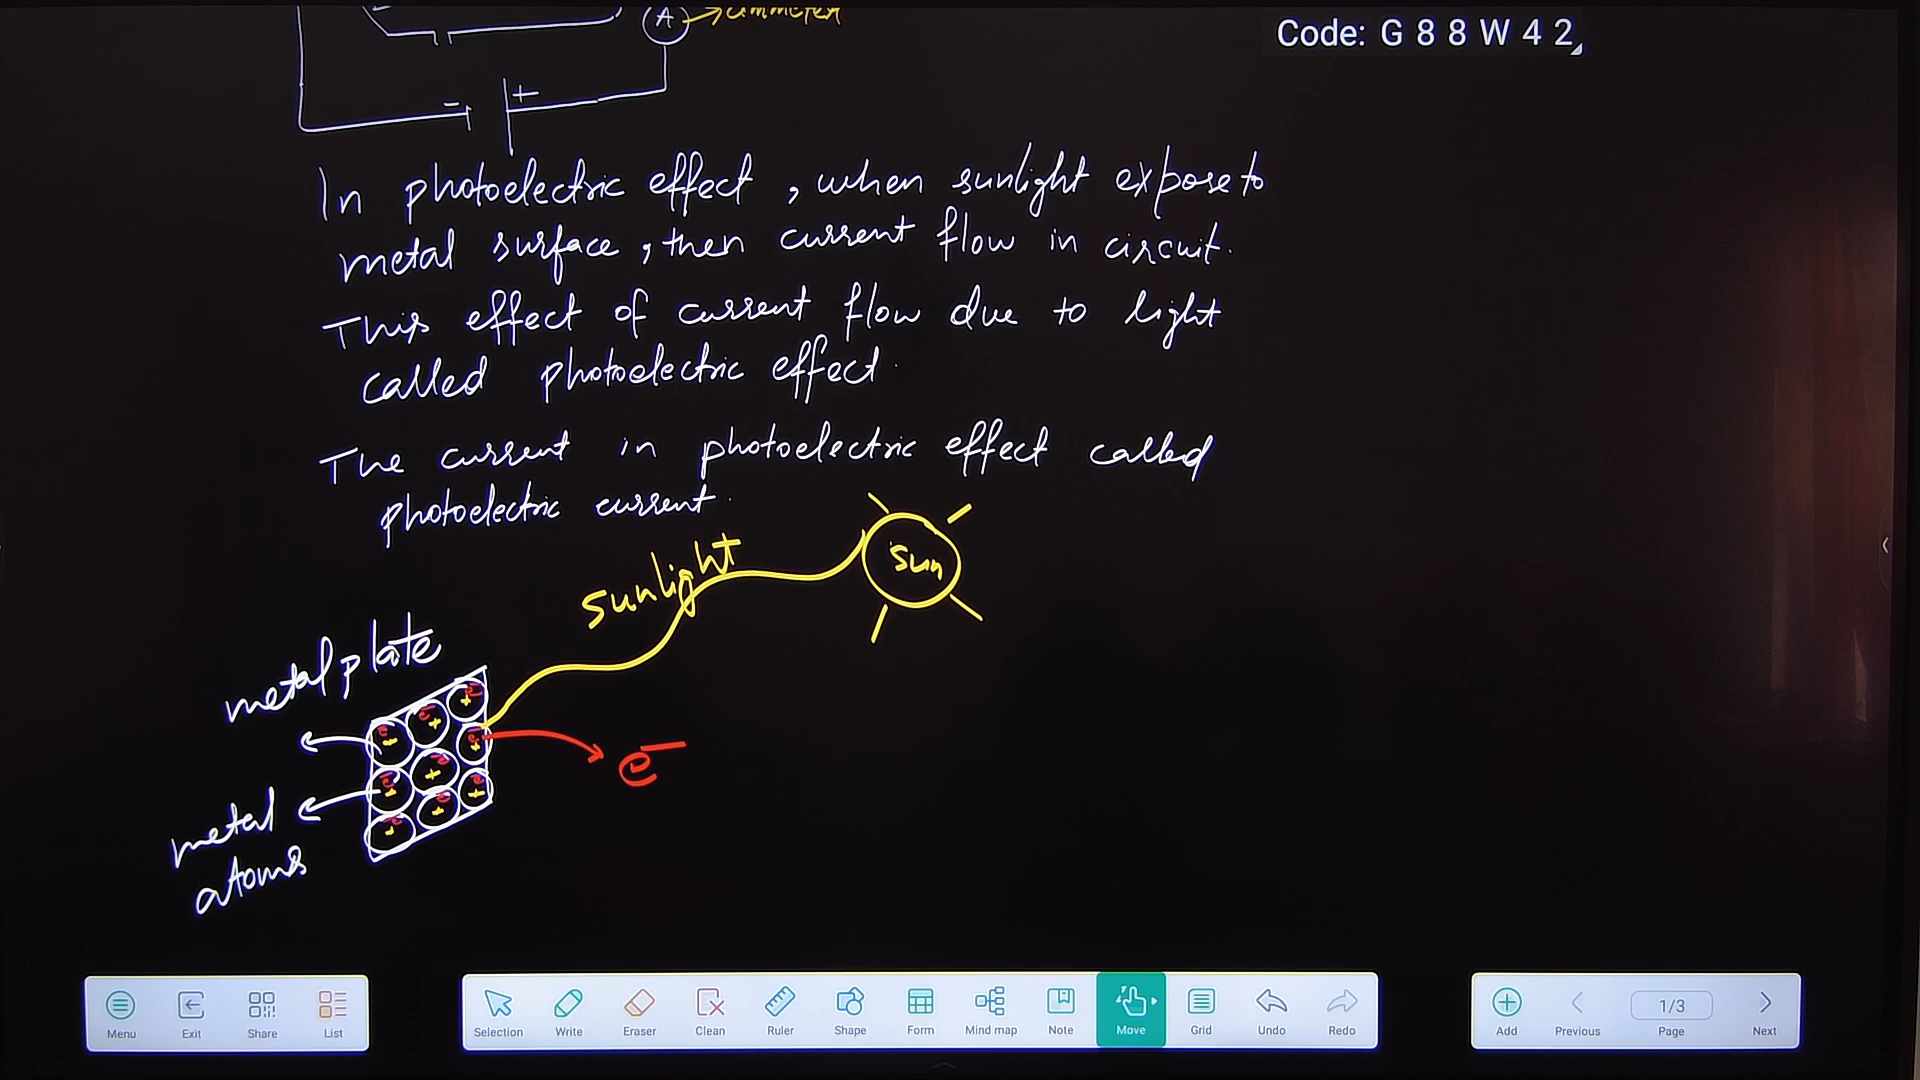 A → ammeter
Code: G 8 8 W 4 2
- +
In photoelectric effect, when sunlight expose to
metal surface, then current flow in circuit.
This effect of current flow due to light
called photoelectric effect.
The current in photoelectric effect called
photoelectric current.
sunlight
sun
metal plate
e-
metal
atoms
Menu
Exit
Share
List
Selection
Write
Eraser
Clean
Ruler
Shape
Form
Mind map
Note
Move
Grid
Undo
Redo
Add
Previous
1/3
Page
Next